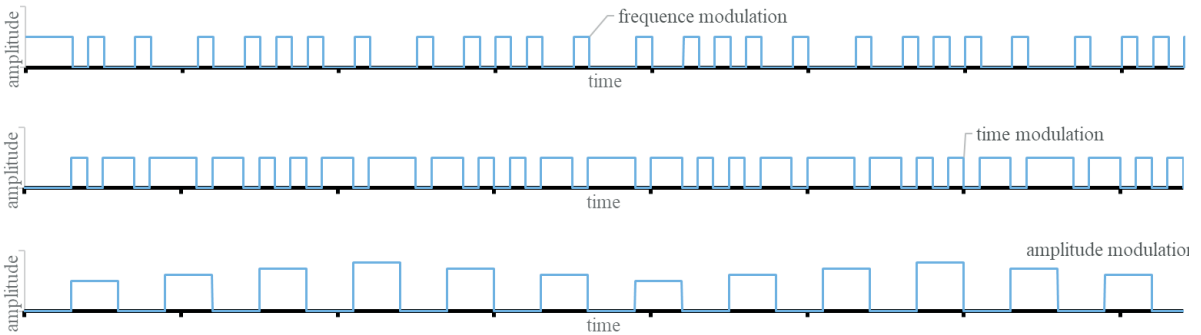 amplitude
frequence modulation
time
amplitude
time modulation
time
amplitude
amplitude modulation
time